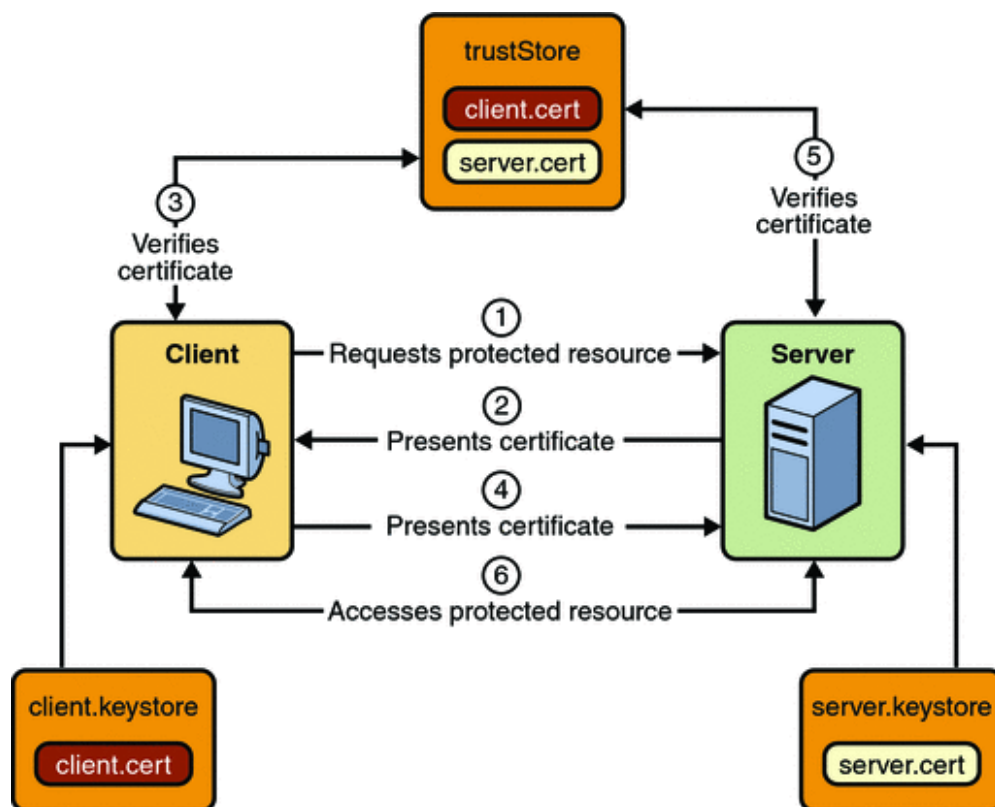 trustStore
client.cert
server.cert
3
Verifies
certificate
5
Verifies
certificate
Client
1
Requests protected resource
Server
2
Presents certificate
4
Presents certificate
6
Accesses protected resource
client.keystore
client.cert
server.keystore
server.cert